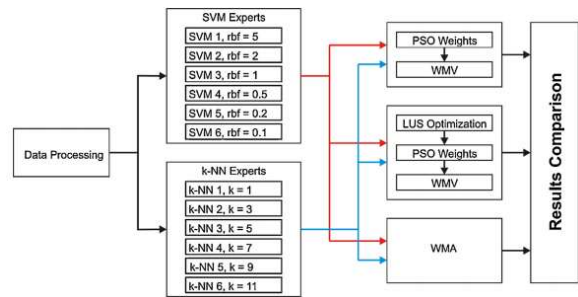 Data Processing
SVM Experts
SVM 1, rbf = 5
SVM 2, rbf = 2
SVM 3, rbf = 1
SVM 4, rbf = 0.5
SVM 5, rbf = 0.2
SVM 6, rbf = 0.1
k-NN Experts
k-NN 1, k = 1
k-NN 2, k = 3
k-NN 3, k = 5
k-NN 4, k = 7
k-NN 5, k = 9
k-NN 6, k = 11
PSO Weights
WMV
LUS Optimization
PSO Weights
WMV
WMA
Results Comparison